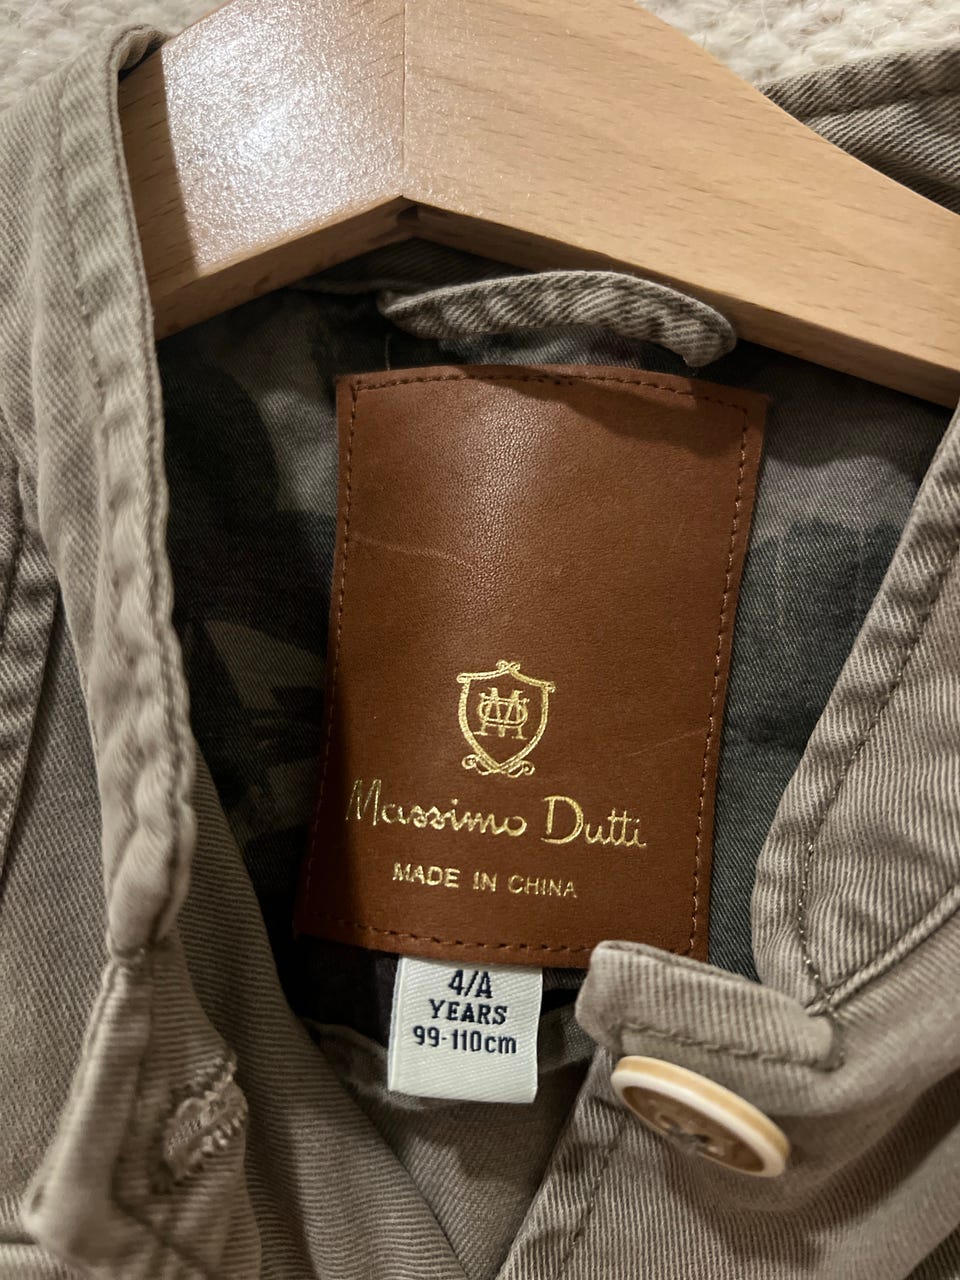 Massimo Dutti
MADE IN CHINA
4/A
YEARS
99-110cm